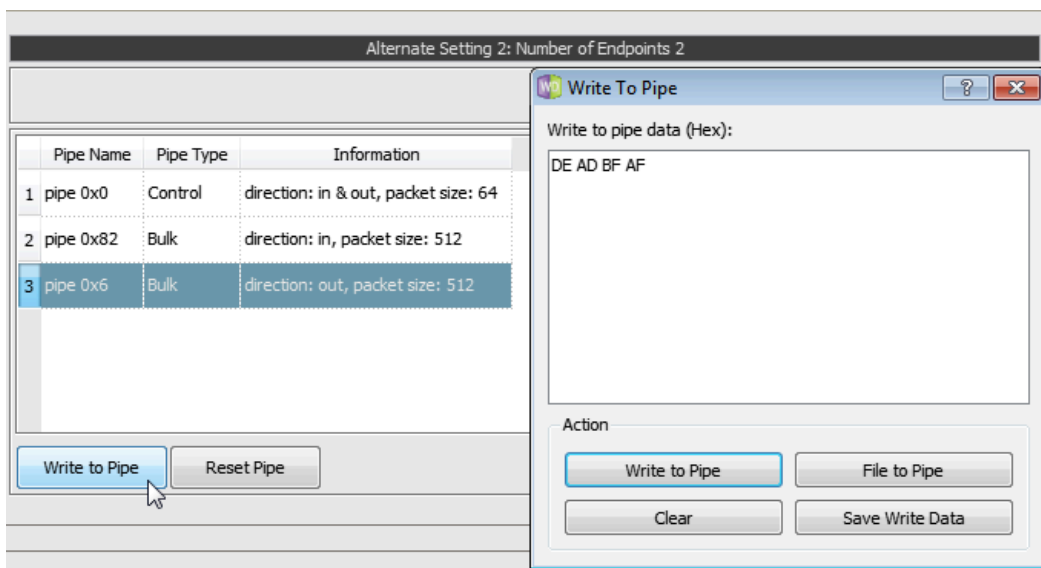 Alternate Setting 2: Number of Endpoints 2
WD Write To Pipe
Write to pipe data (Hex):
DE AD BF AF
Pipe Name Pipe Type Information
1 pipe 0x0 Control direction: in & out, packet size: 64
2 pipe 0x82 Bulk direction: in, packet size: 512
3 pipe 0x6 Bulk direction: out, packet size: 512
Write to Pipe Reset Pipe
Action
Write to Pipe File to Pipe
Clear Save Write Data